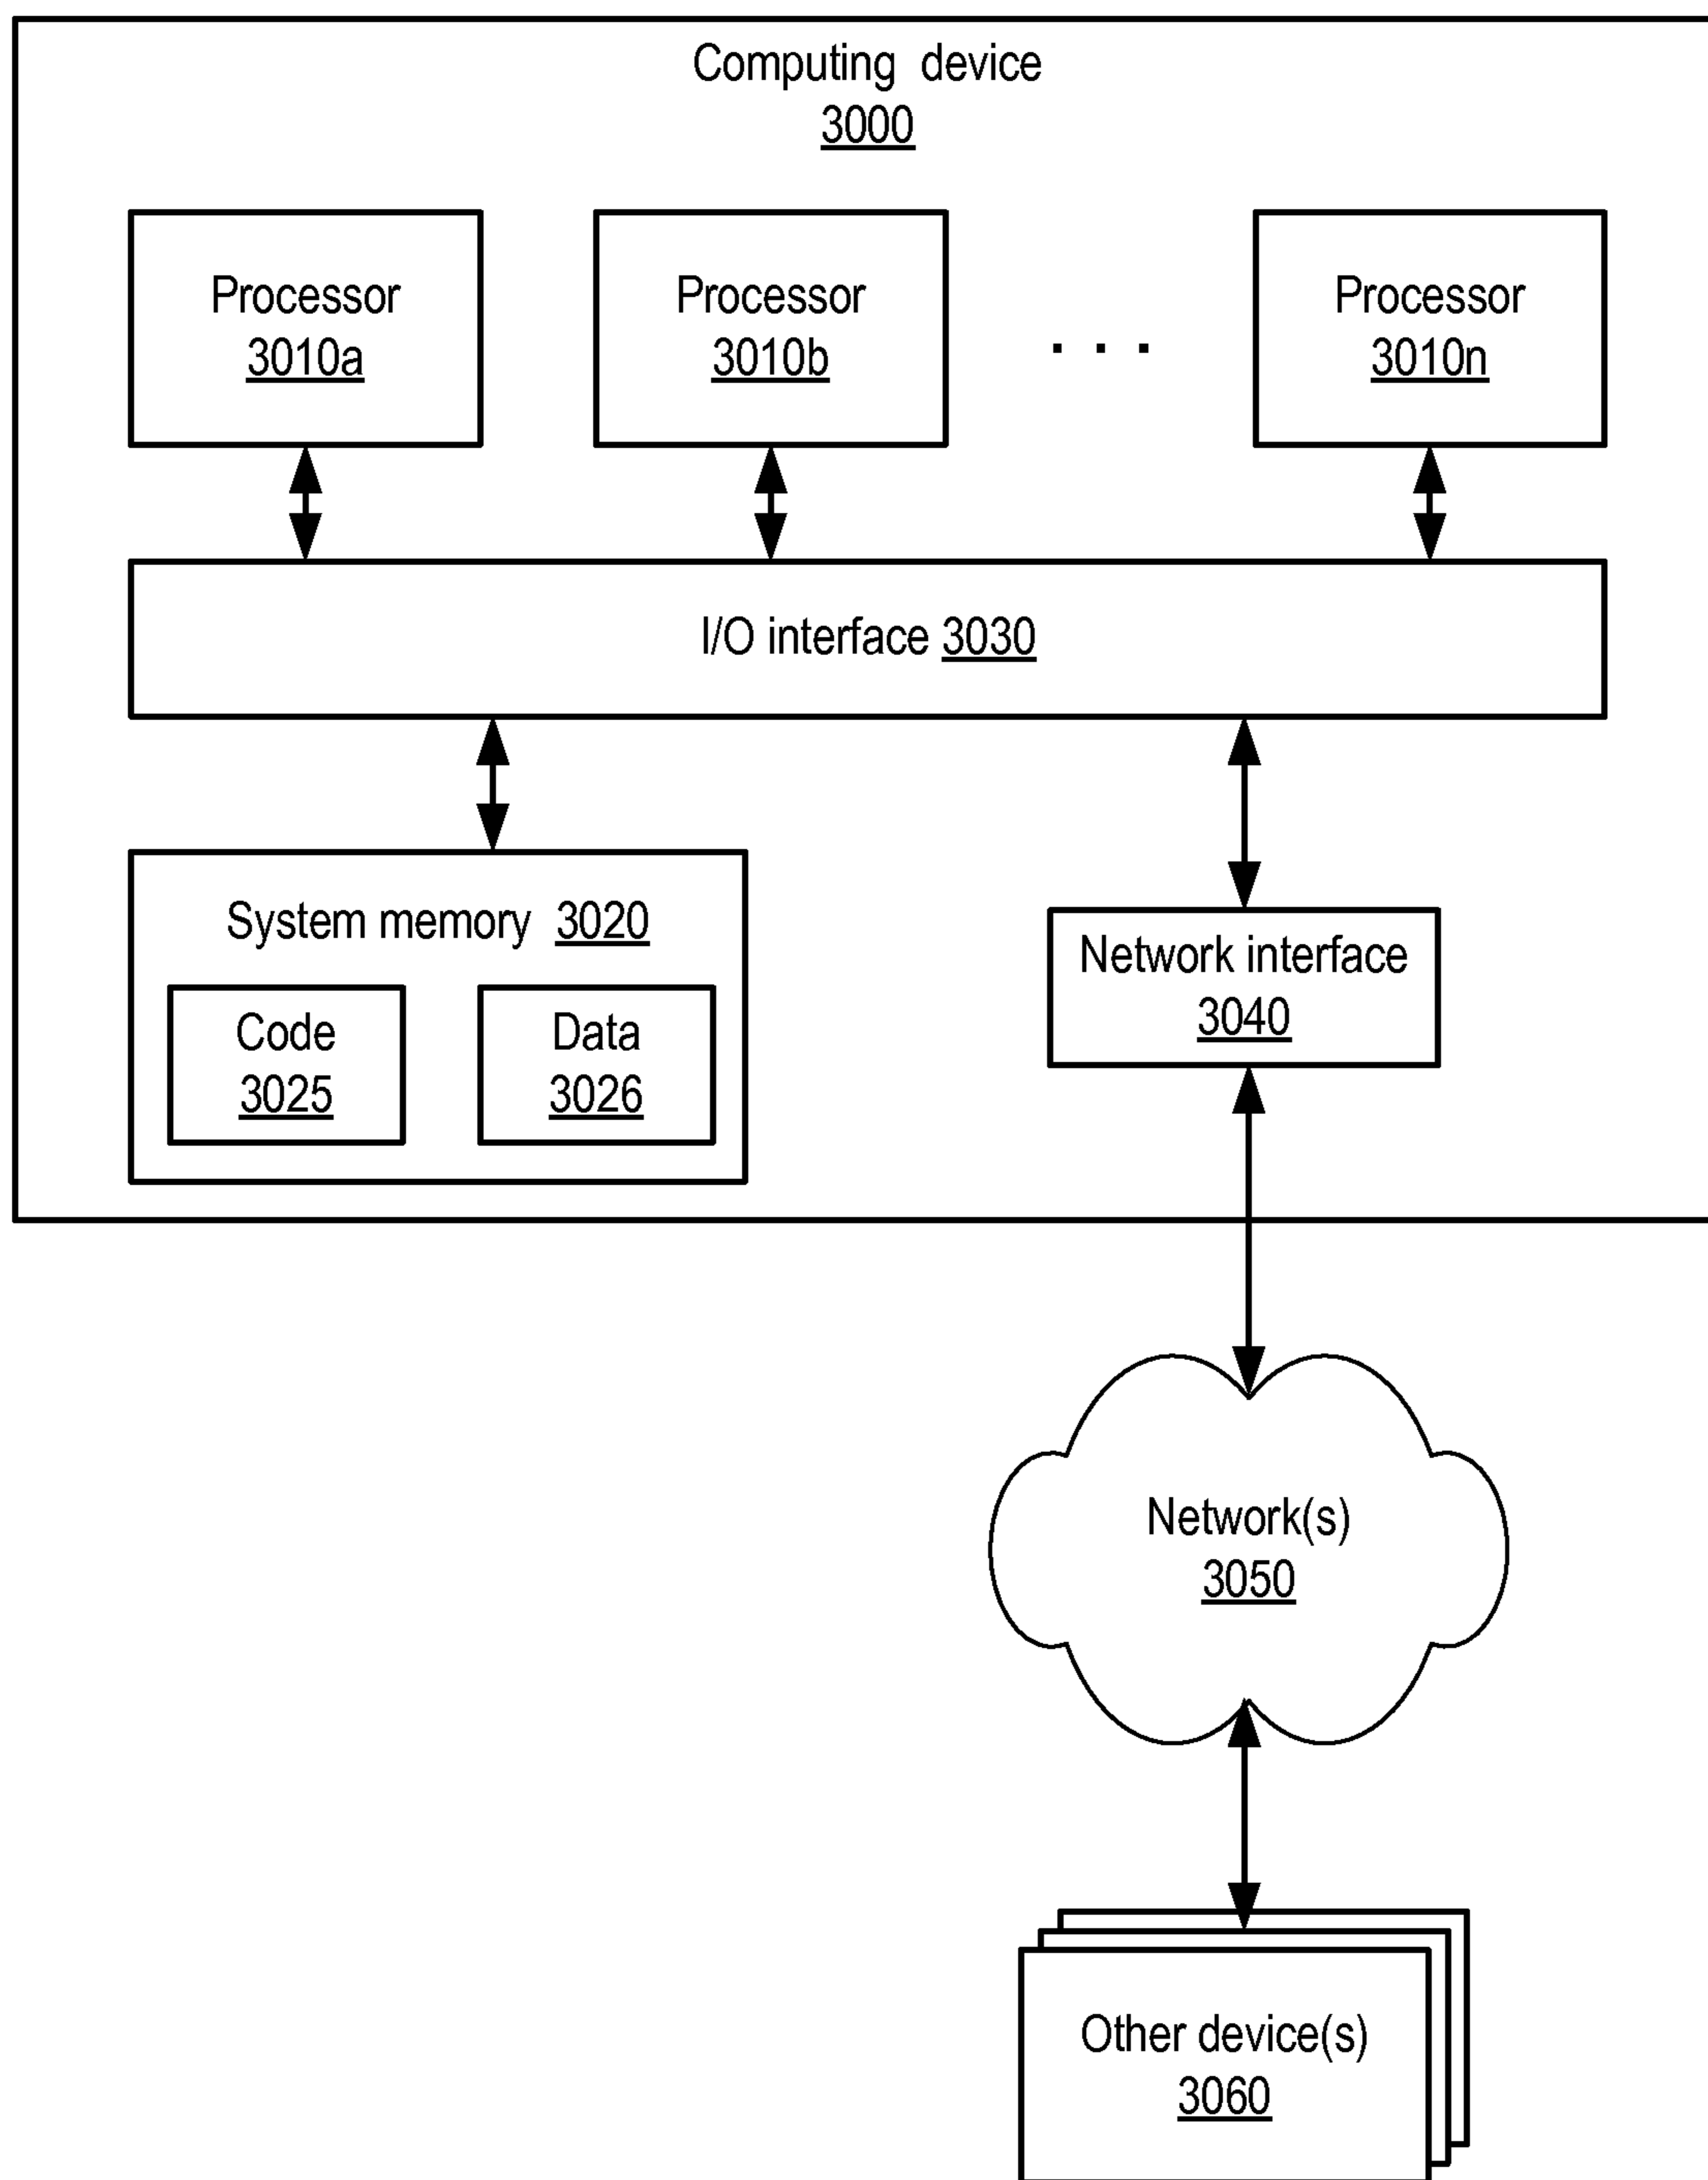 Computing device
3000
Processor
3010a
Processor
3010b
. . .
Processor
3010n
I/O interface 3030
System memory 3020
Code
3025
Data
3026
Network interface
3040
Network(s)
3050
Other device(s)
3060